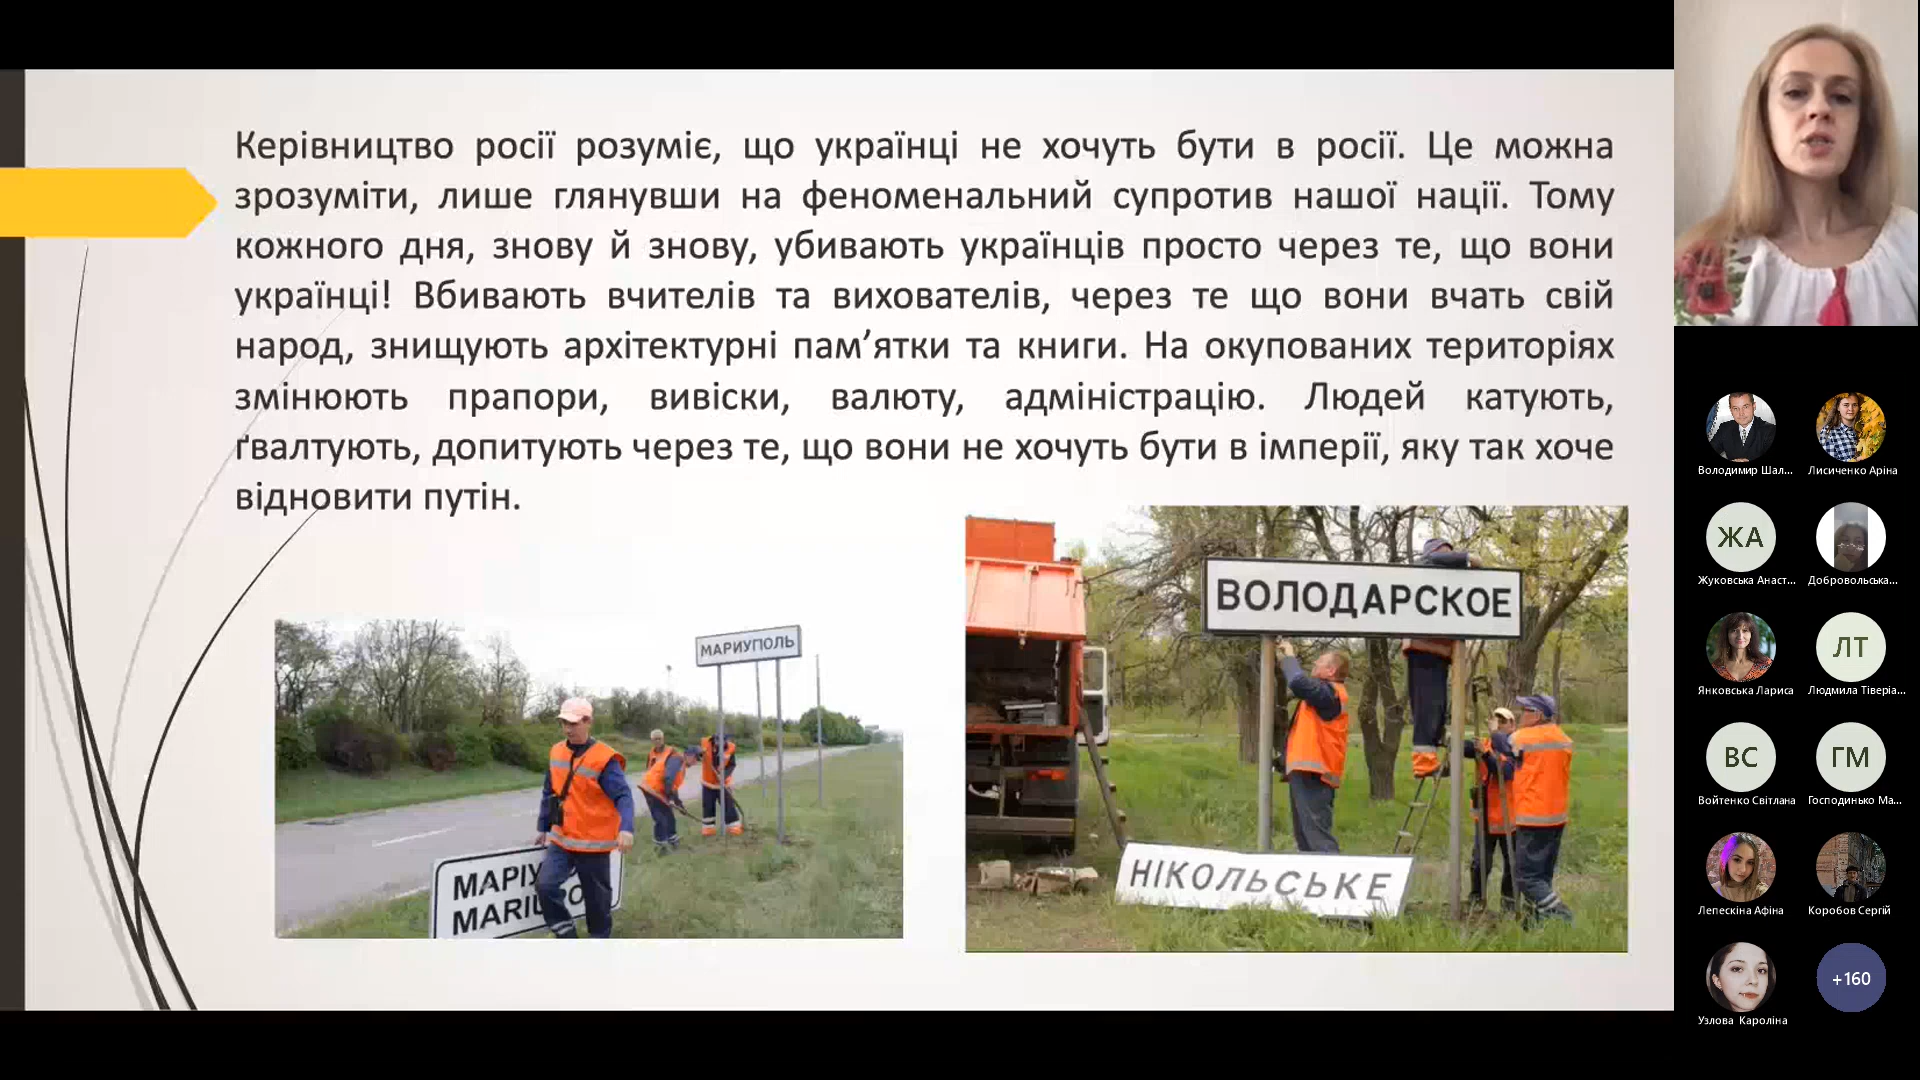 Керівництво росії розуміє, що українці не хочуть бути в росії. Це можна
зрозуміти, лише глянувши на феноменальний супротив нашої нації. Тому
кожного дня, знову й знову, убивають українців просто через те, що вони
українці! Вбивають вчителів та вихователів, через те що вони вчать свій
народ, знищують архітектурні пам’ятки та книги. На окупованих територіях
змінюють прапори, вивіски, валюту, адміністрацію. Людей катують,
ґвалтують, допитують через те, що вони не хочуть бути в імперії, яку так хоче
відновити путін.
МАРИУПОЛЬ
ВОЛОДАРСКОЕ
НІКОЛЬСЬКЕ
Володимир Шал...
Лисиченко Аріна
ЖА
Жуковська Анаст...
Добровольська...
Янковська Лариса
ЛТ
Людмила Тіверіа...
ВС
Войтенко Світлана
ГМ
Господинько Ма...
Лепескіна Афіна
Коробов Сергій
Узлова Кароліна
+160